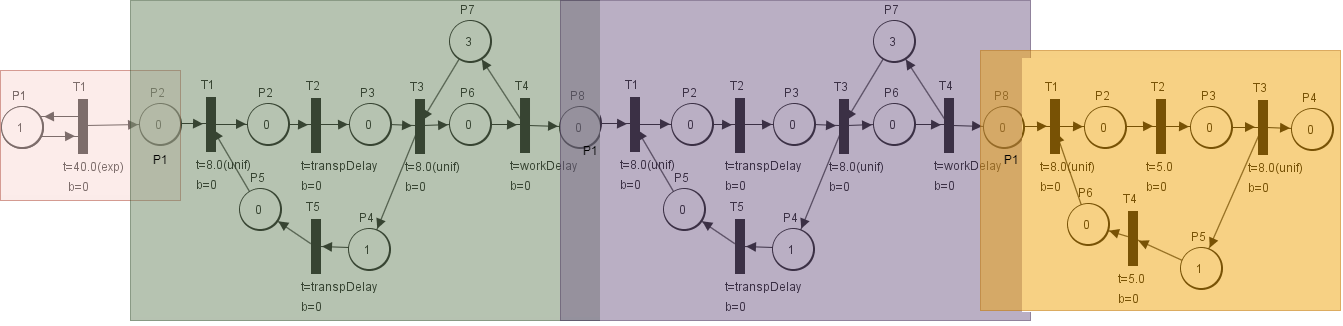 P7
3
P7
3
P1
1
T1
t=40.0(exp)
b=0
P2
0
P1
T1
t=8.0(unif)
b=0
P2
0
T2
t=transpDelay
b=0
P3
0
T3
t=8.0(unif)
b=0
P6
0
T4
t=workDelay
b=0
P5
0
T5
t=transpDelay
b=0
P4
1
P8
0
P1
T1
t=8.0(unif)
b=0
P2
0
T2
t=transpDelay
b=0
P3
0
T3
t=8.0(unif)
b=0
P6
0
T4
t=workDelay
b=0
P5
0
T5
t=transpDelay
b=0
P4
1
P8
0
P1
T1
t=8.0(unif)
b=0
P2
0
T2
t=5.0
b=0
P3
0
T3
t=8.0(unif)
b=0
P4
0
P6
0
T4
t=5.0
b=0
P5
1